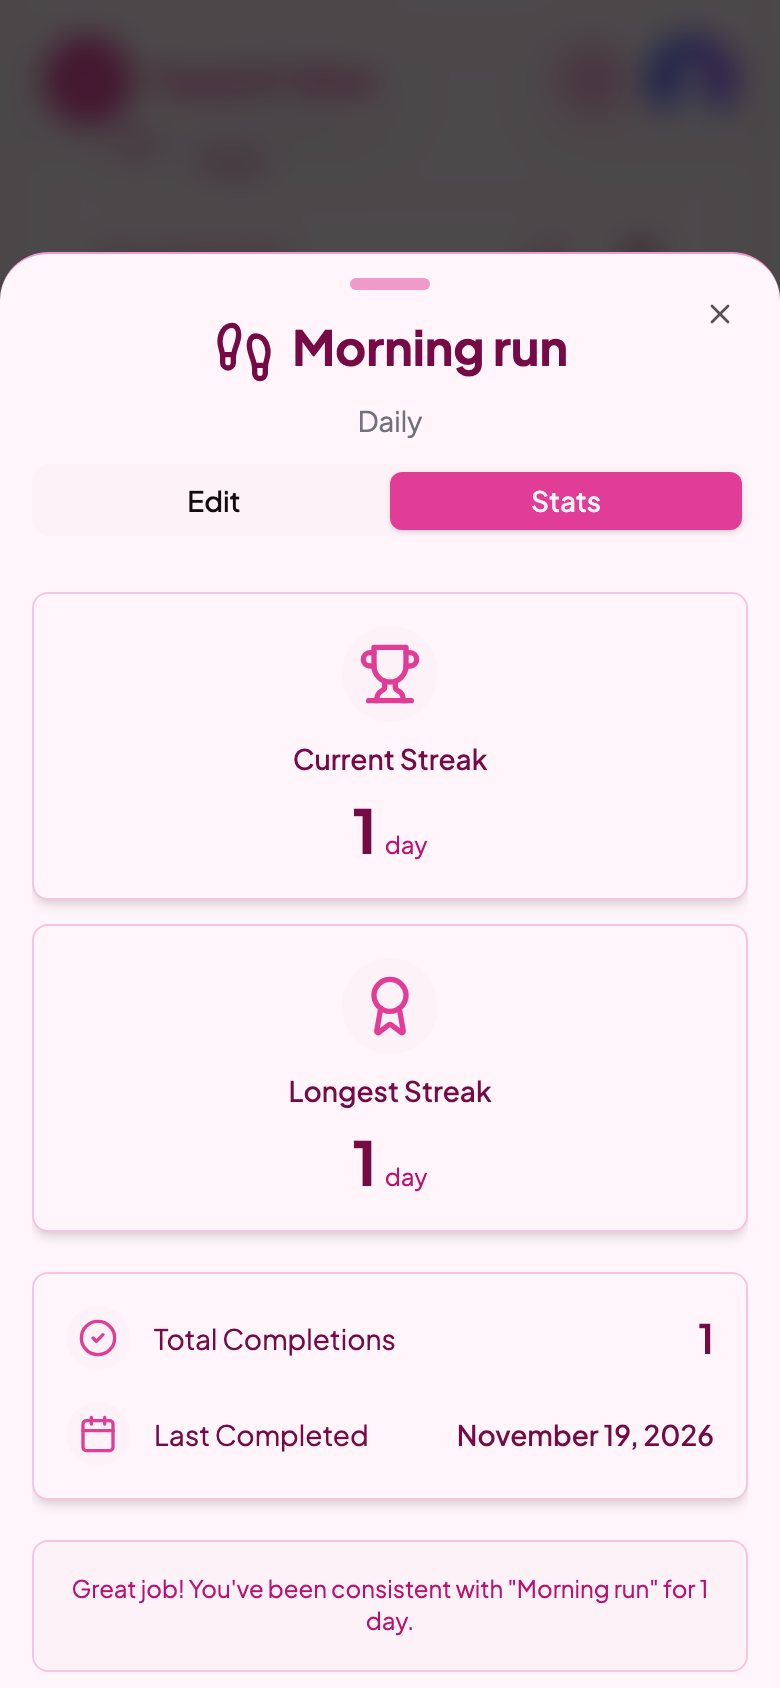 Morning run
Daily
Edit
Stats
Current Streak
1 day
Longest Streak
1 day
Total Completions
1
Last Completed
November 19, 2026
Great job! You've been consistent with "Morning run" for 1
day.